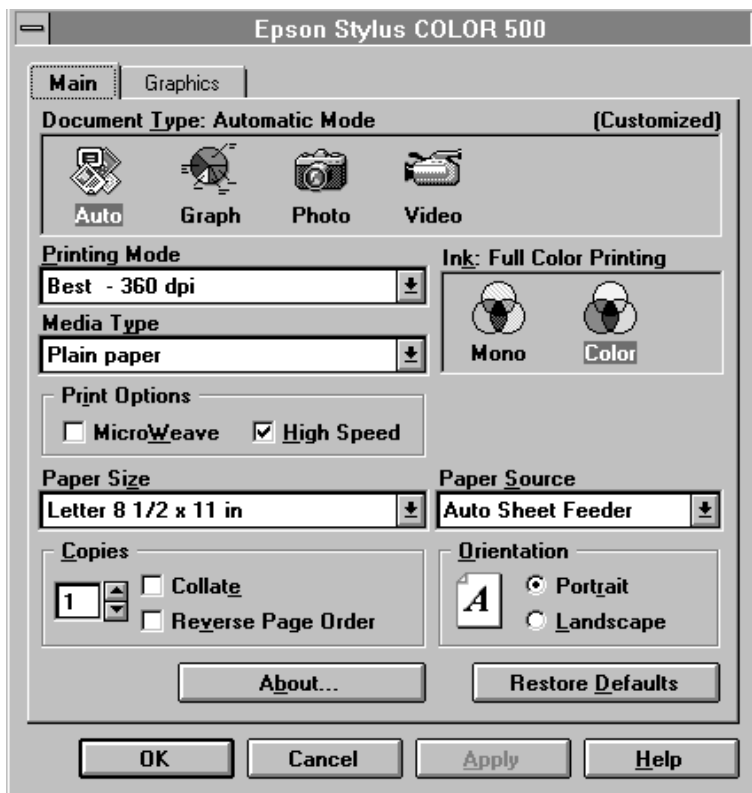 Epson Stylus COLOR 500
Main Graphics
Document Type: Automatic Mode (Customized)
Auto Graph Photo Video
Printing Mode Ink: Full Color Printing
Best - 360 dpi
Media Type
Plain paper Mono Color
Print Options
MicroWeave High Speed
Paper Size Paper Source
Letter 8 1/2 x 11 in Auto Sheet Feeder
Copies Orientation
1 Collate A Portrait
Reverse Page Order Landscape
About... Restore Defaults
OK Cancel Apply Help